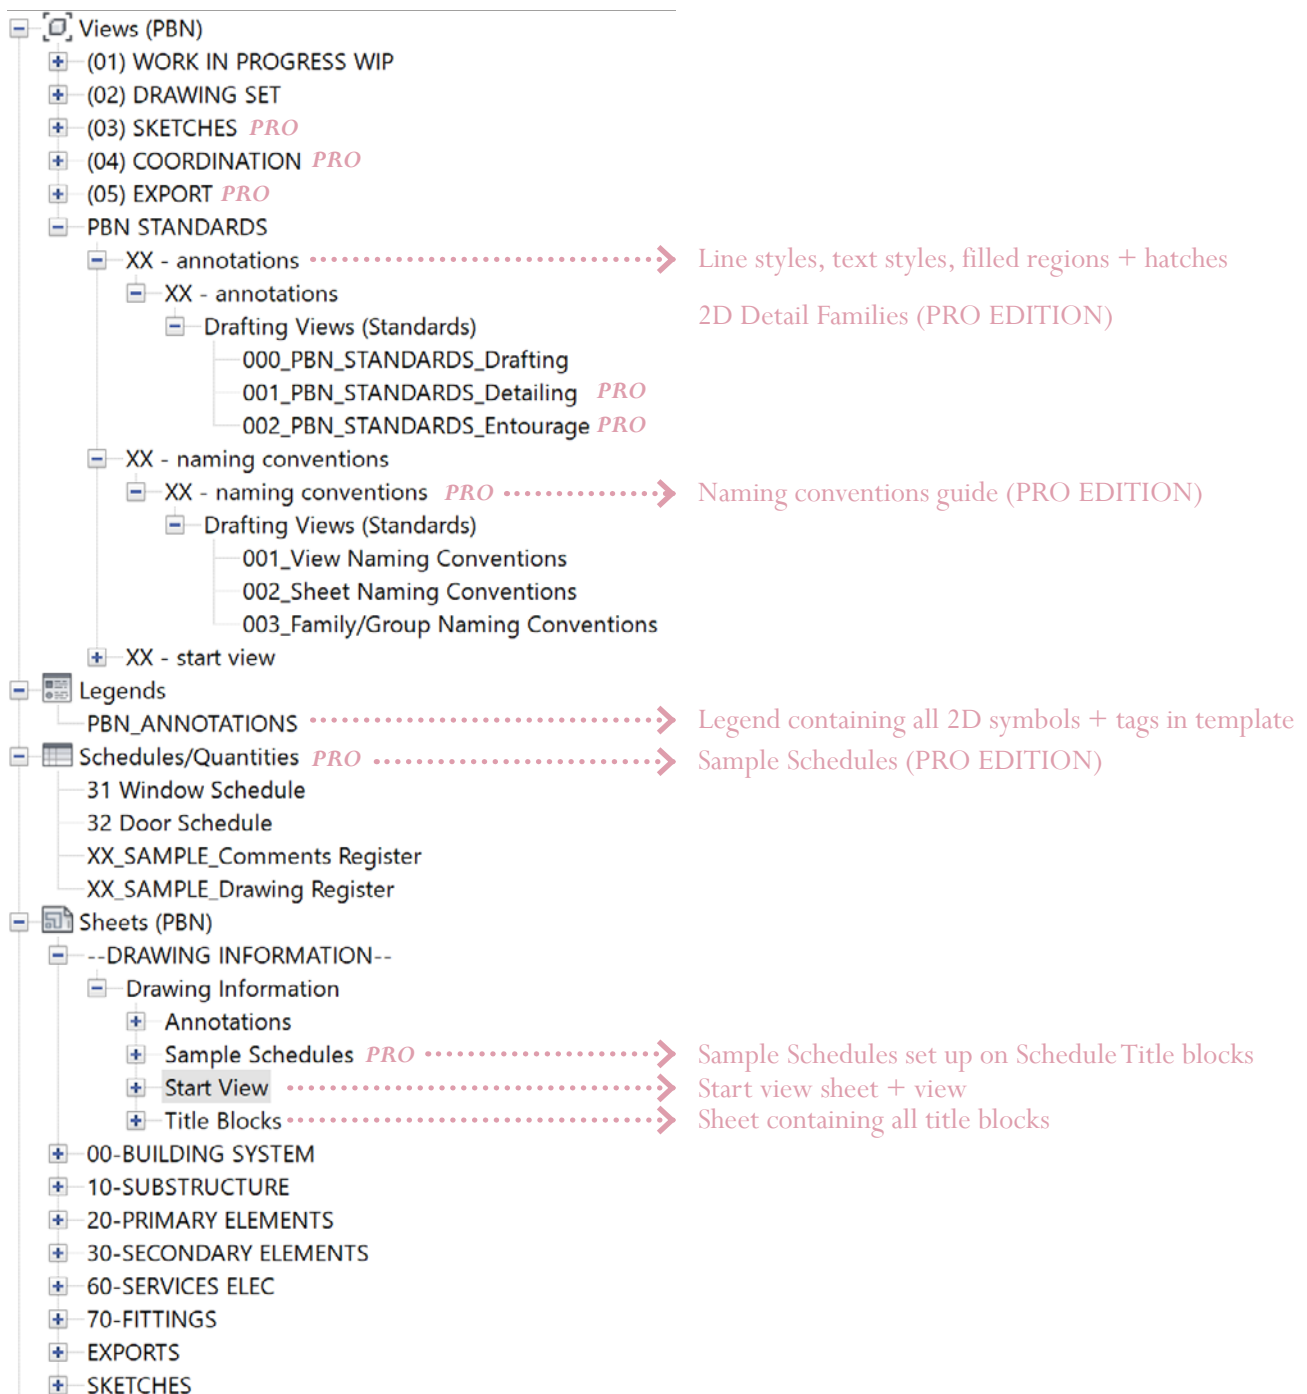 Views (PBN)
(01) WORK IN PROGRESS WIP
(02) DRAWING SET
(03) SKETCHES PRO
(04) COORDINATION PRO
(05) EXPORT PRO
PBN STANDARDS
XX - annotations Line styles, text styles, filled regions + hatches
XX - annotations
2D Detail Families (PRO EDITION)
Drafting Views (Standards)
000_PBN_STANDARDS_Drafting
001_PBN_STANDARDS_Detailing PRO
002_PBN_STANDARDS_Entourage PRO
XX - naming conventions
XX - naming conventions PRO Naming conventions guide (PRO EDITION)
Drafting Views (Standards)
001_View Naming Conventions
002_Sheet Naming Conventions
003_Family/Group Naming Conventions
XX - start view
Legends
PBN_ANNOTATIONS Legend containing all 2D symbols + tags in template
Schedules/Quantities PRO Sample Schedules (PRO EDITION)
31 Window Schedule
32 Door Schedule
XX_SAMPLE_Comments Register
XX_SAMPLE_Drawing Register
Sheets (PBN)
--DRAWING INFORMATION--
Drawing Information
Annotations
Sample Schedules PRO Sample Schedules set up on Schedule Title blocks
Start View Start view sheet + view
Title Blocks Sheet containing all title blocks
00-BUILDING SYSTEM
10-SUBSTRUCTURE
20-PRIMARY ELEMENTS
30-SECONDARY ELEMENTS
60-SERVICES ELEC
70-FITTINGS
EXPORTS
SKETCHES